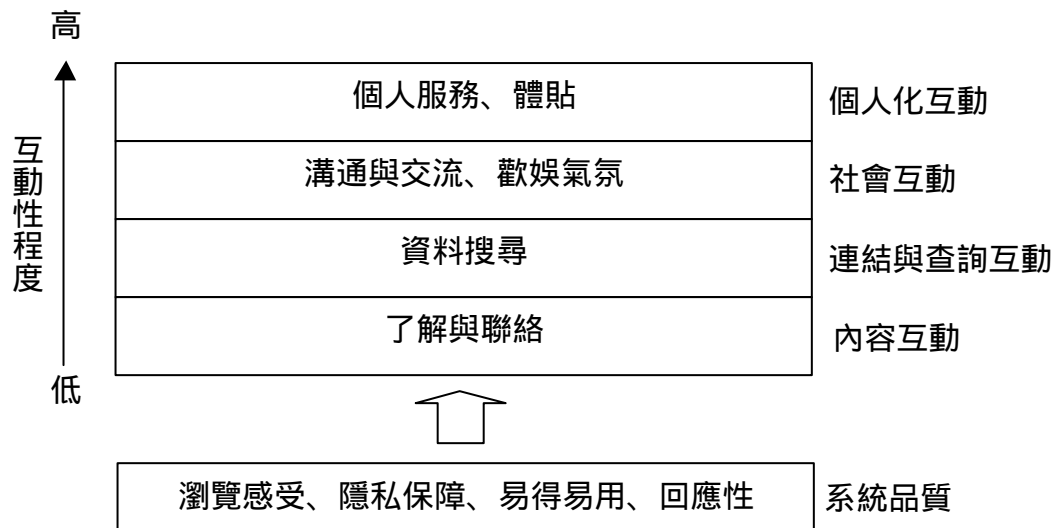 高
個人服務、體貼
個人化互動
溝通與交流、歡娛氣氛
社會互動
互動性程度
資料搜尋
連結與查詢互動
了解與聯絡
內容互動
低
瀏覽感受、隱私保障、易得易用、回應性
系統品質